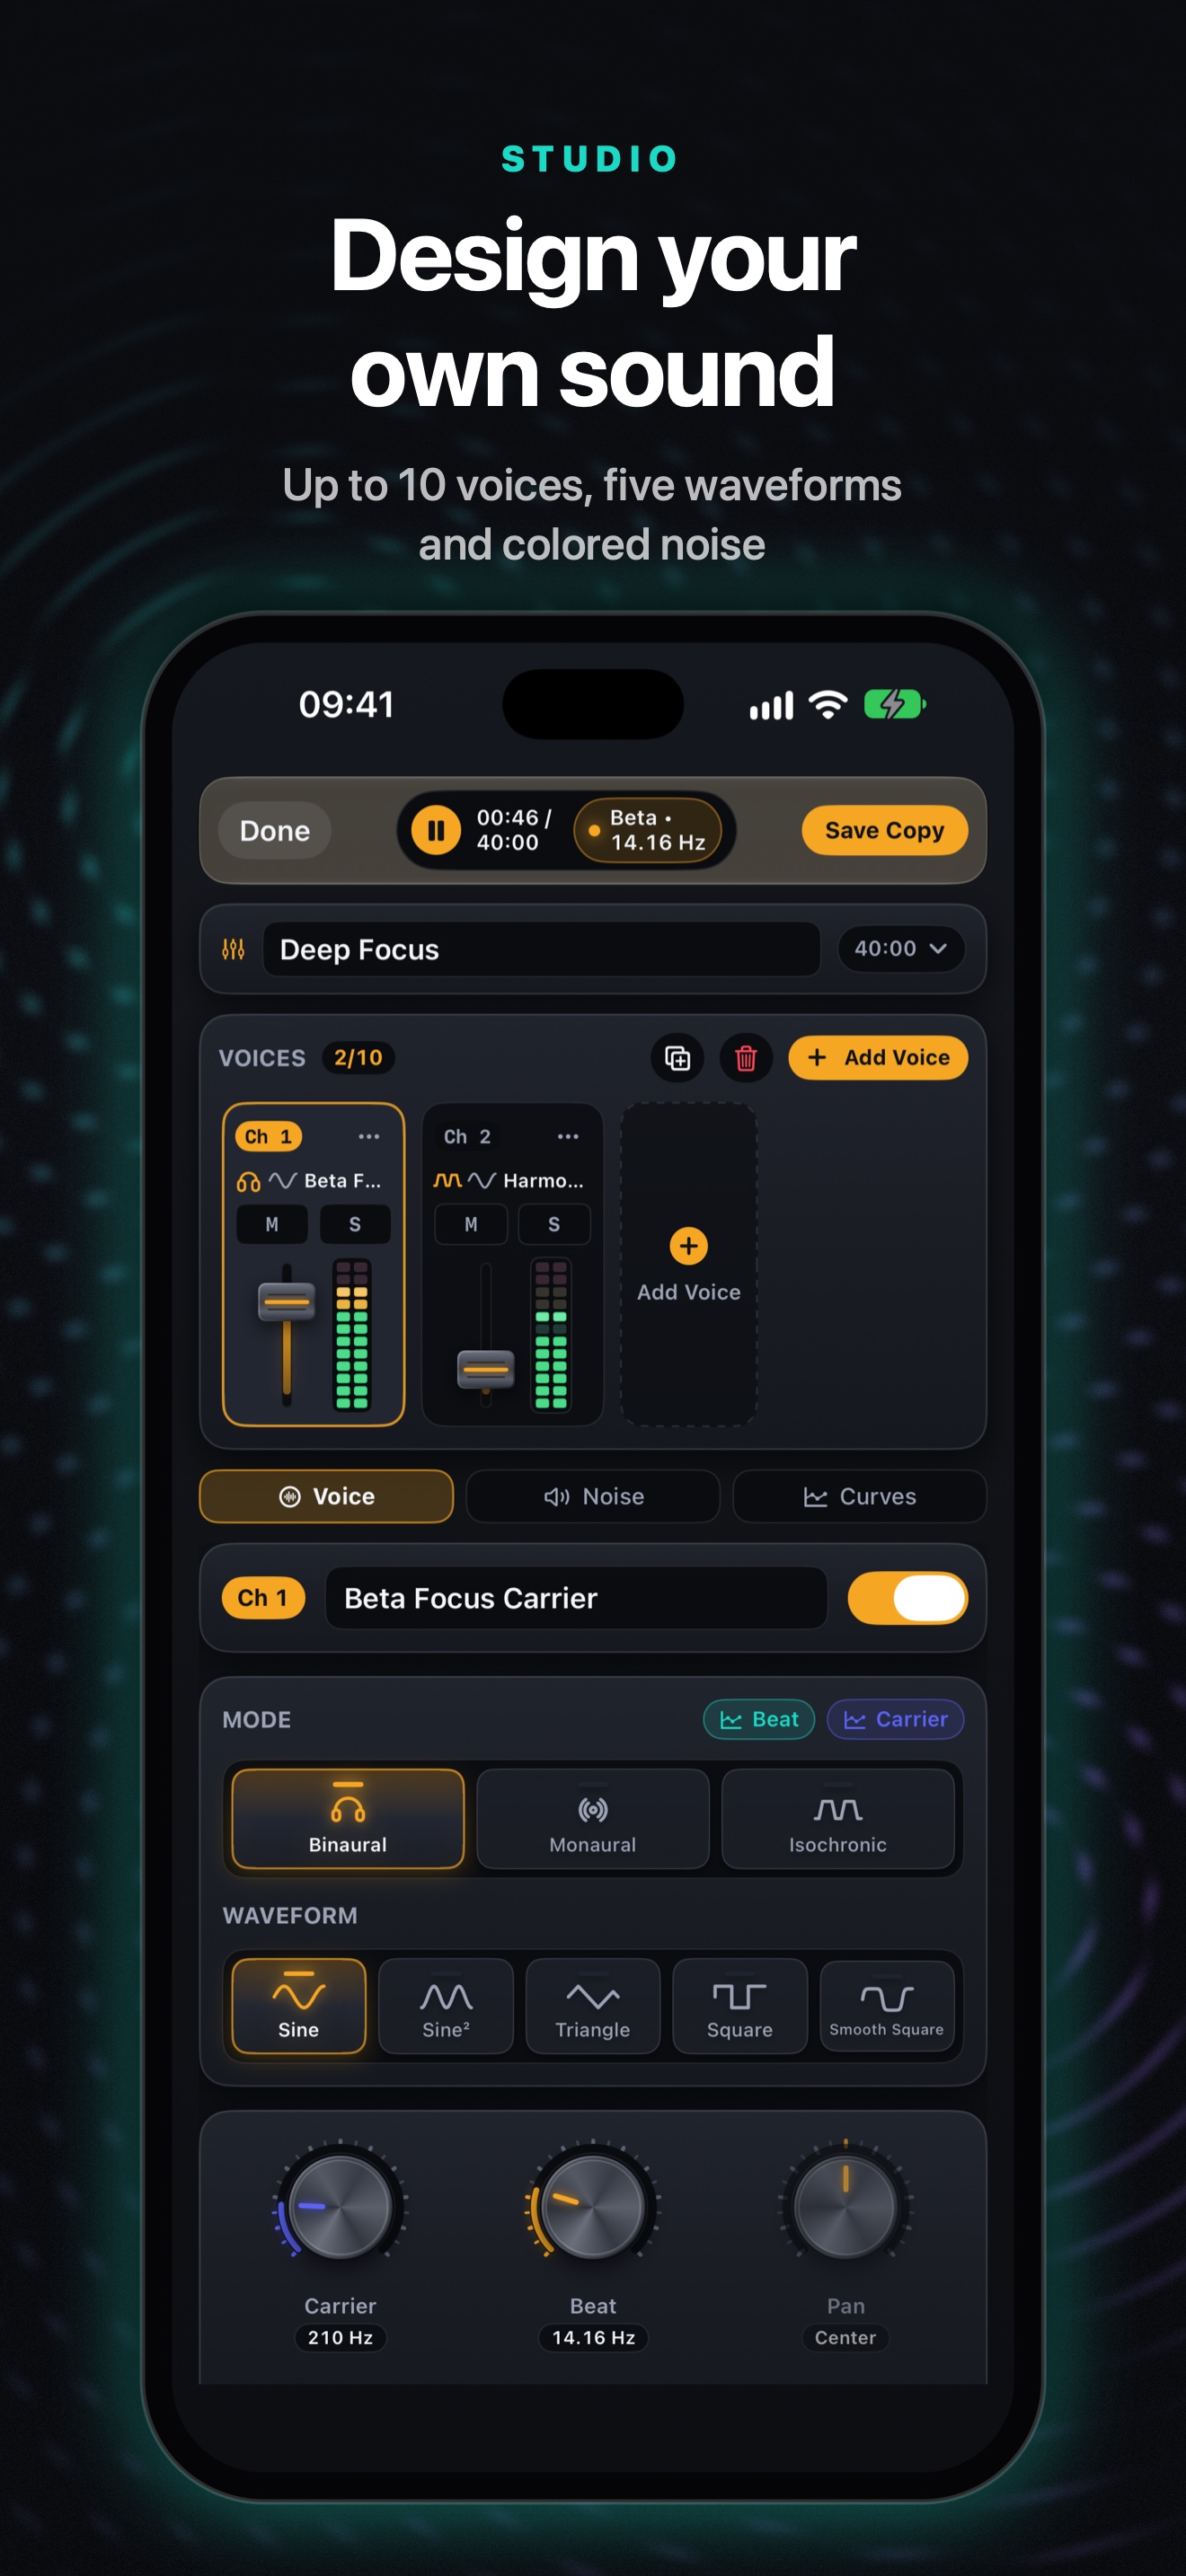 STUDIO
Design your
own sound
Up to 10 voices, five waveforms
and colored noise
09:41
Done
00:46 /
40:00
Beta •
14.16 Hz
Save Copy
Deep Focus
40:00
VOICES 2/10
+ Add Voice
Ch 1 ...
Ch 2 ...
Beta F...
Harmo...
M S
M S
Add Voice
Voice
Noise
Curves
Ch 1
Beta Focus Carrier
MODE
Beat
Carrier
Binaural
Monaural
Isochronic
WAVEFORM
Sine
Sine²
Triangle
Square
Smooth Square
Carrier
Beat
Pan
210 Hz
14.16 Hz
Center